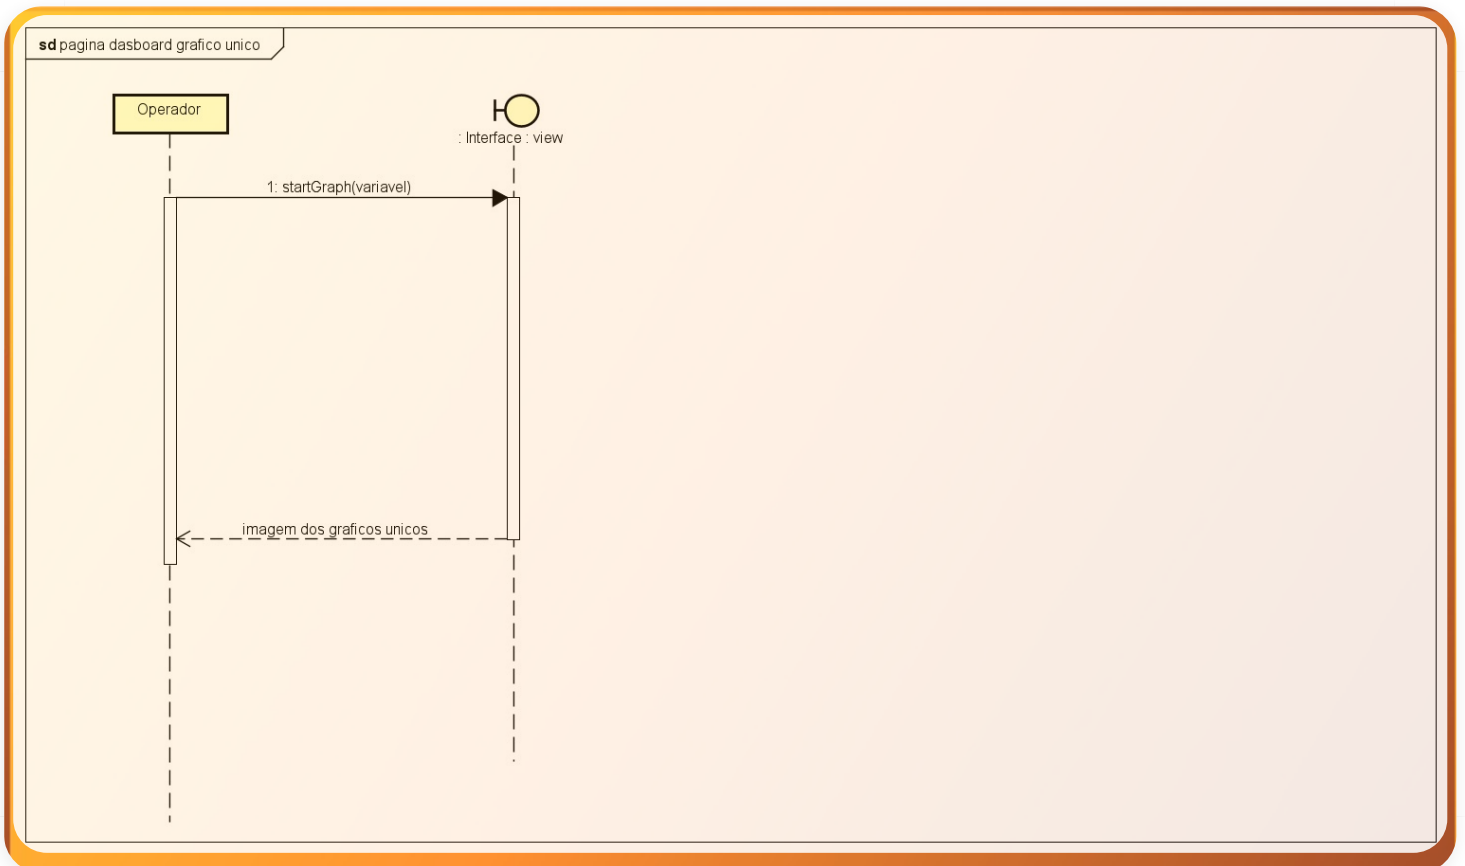 sd pagina dasboard grafico unico
Operador
: Interface : view
1: startGraph(variavel)
imagem dos graficos unicos